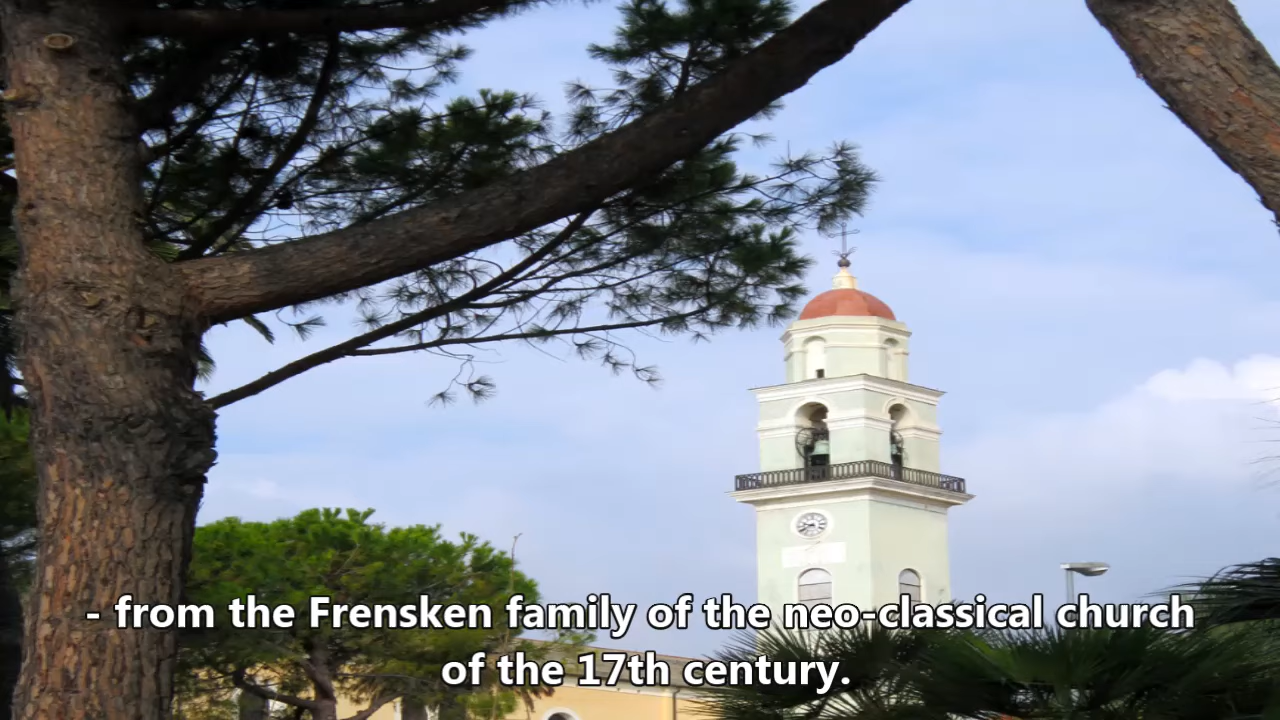 - from the Frensken family of the neo-classical church
of the 17th century.